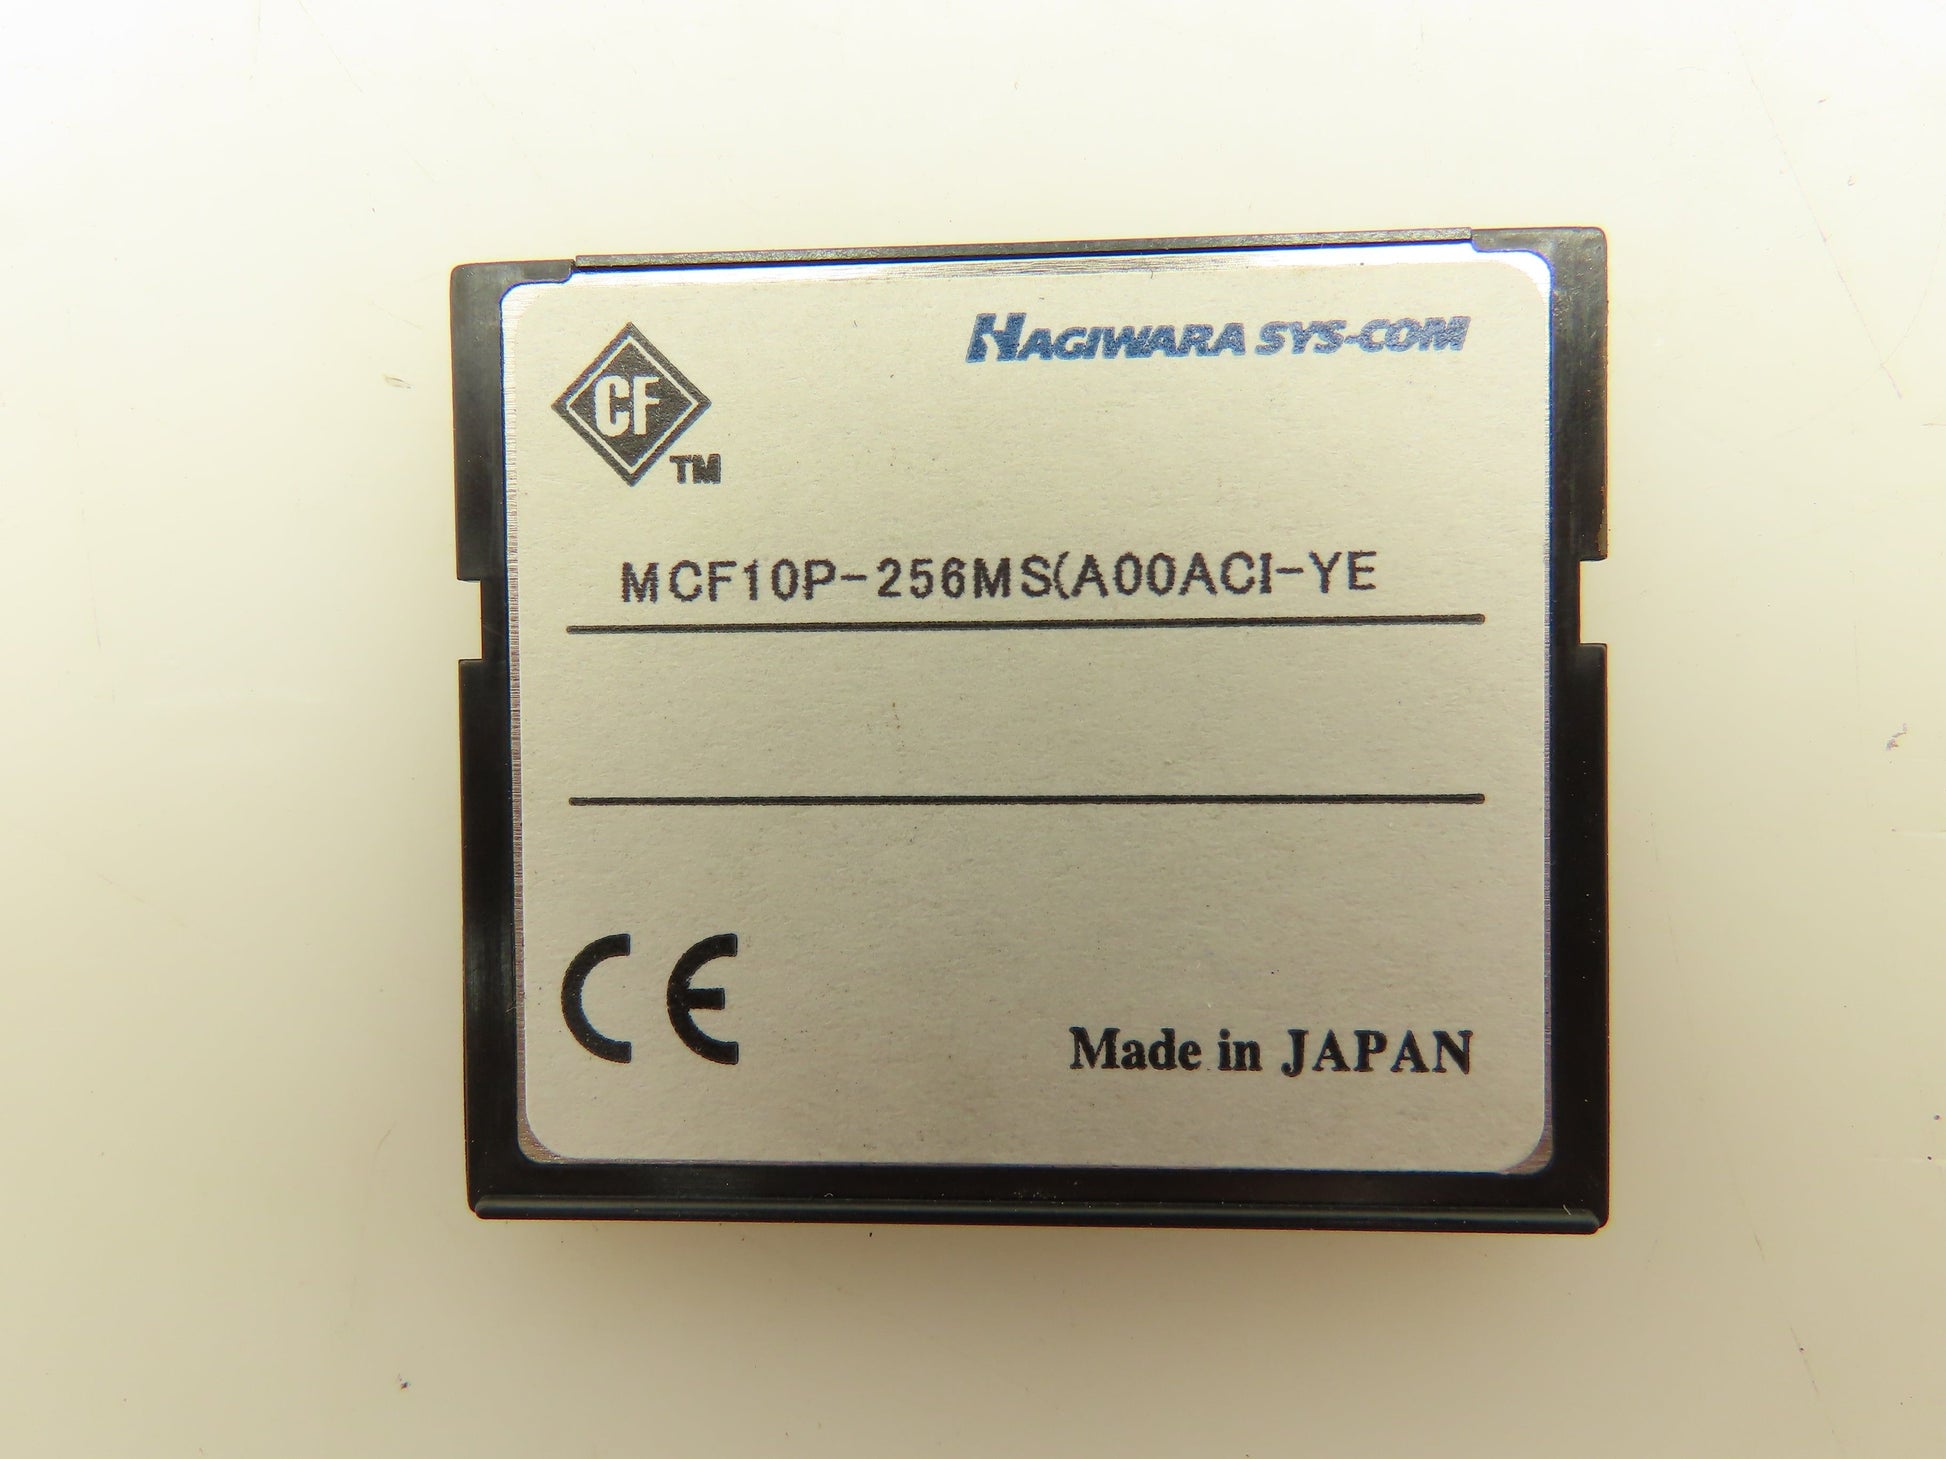 HAGIWARA SYS-COM
CF
TM
MCF10P-256MS(A00ACI-YE
CE
Made in JAPAN